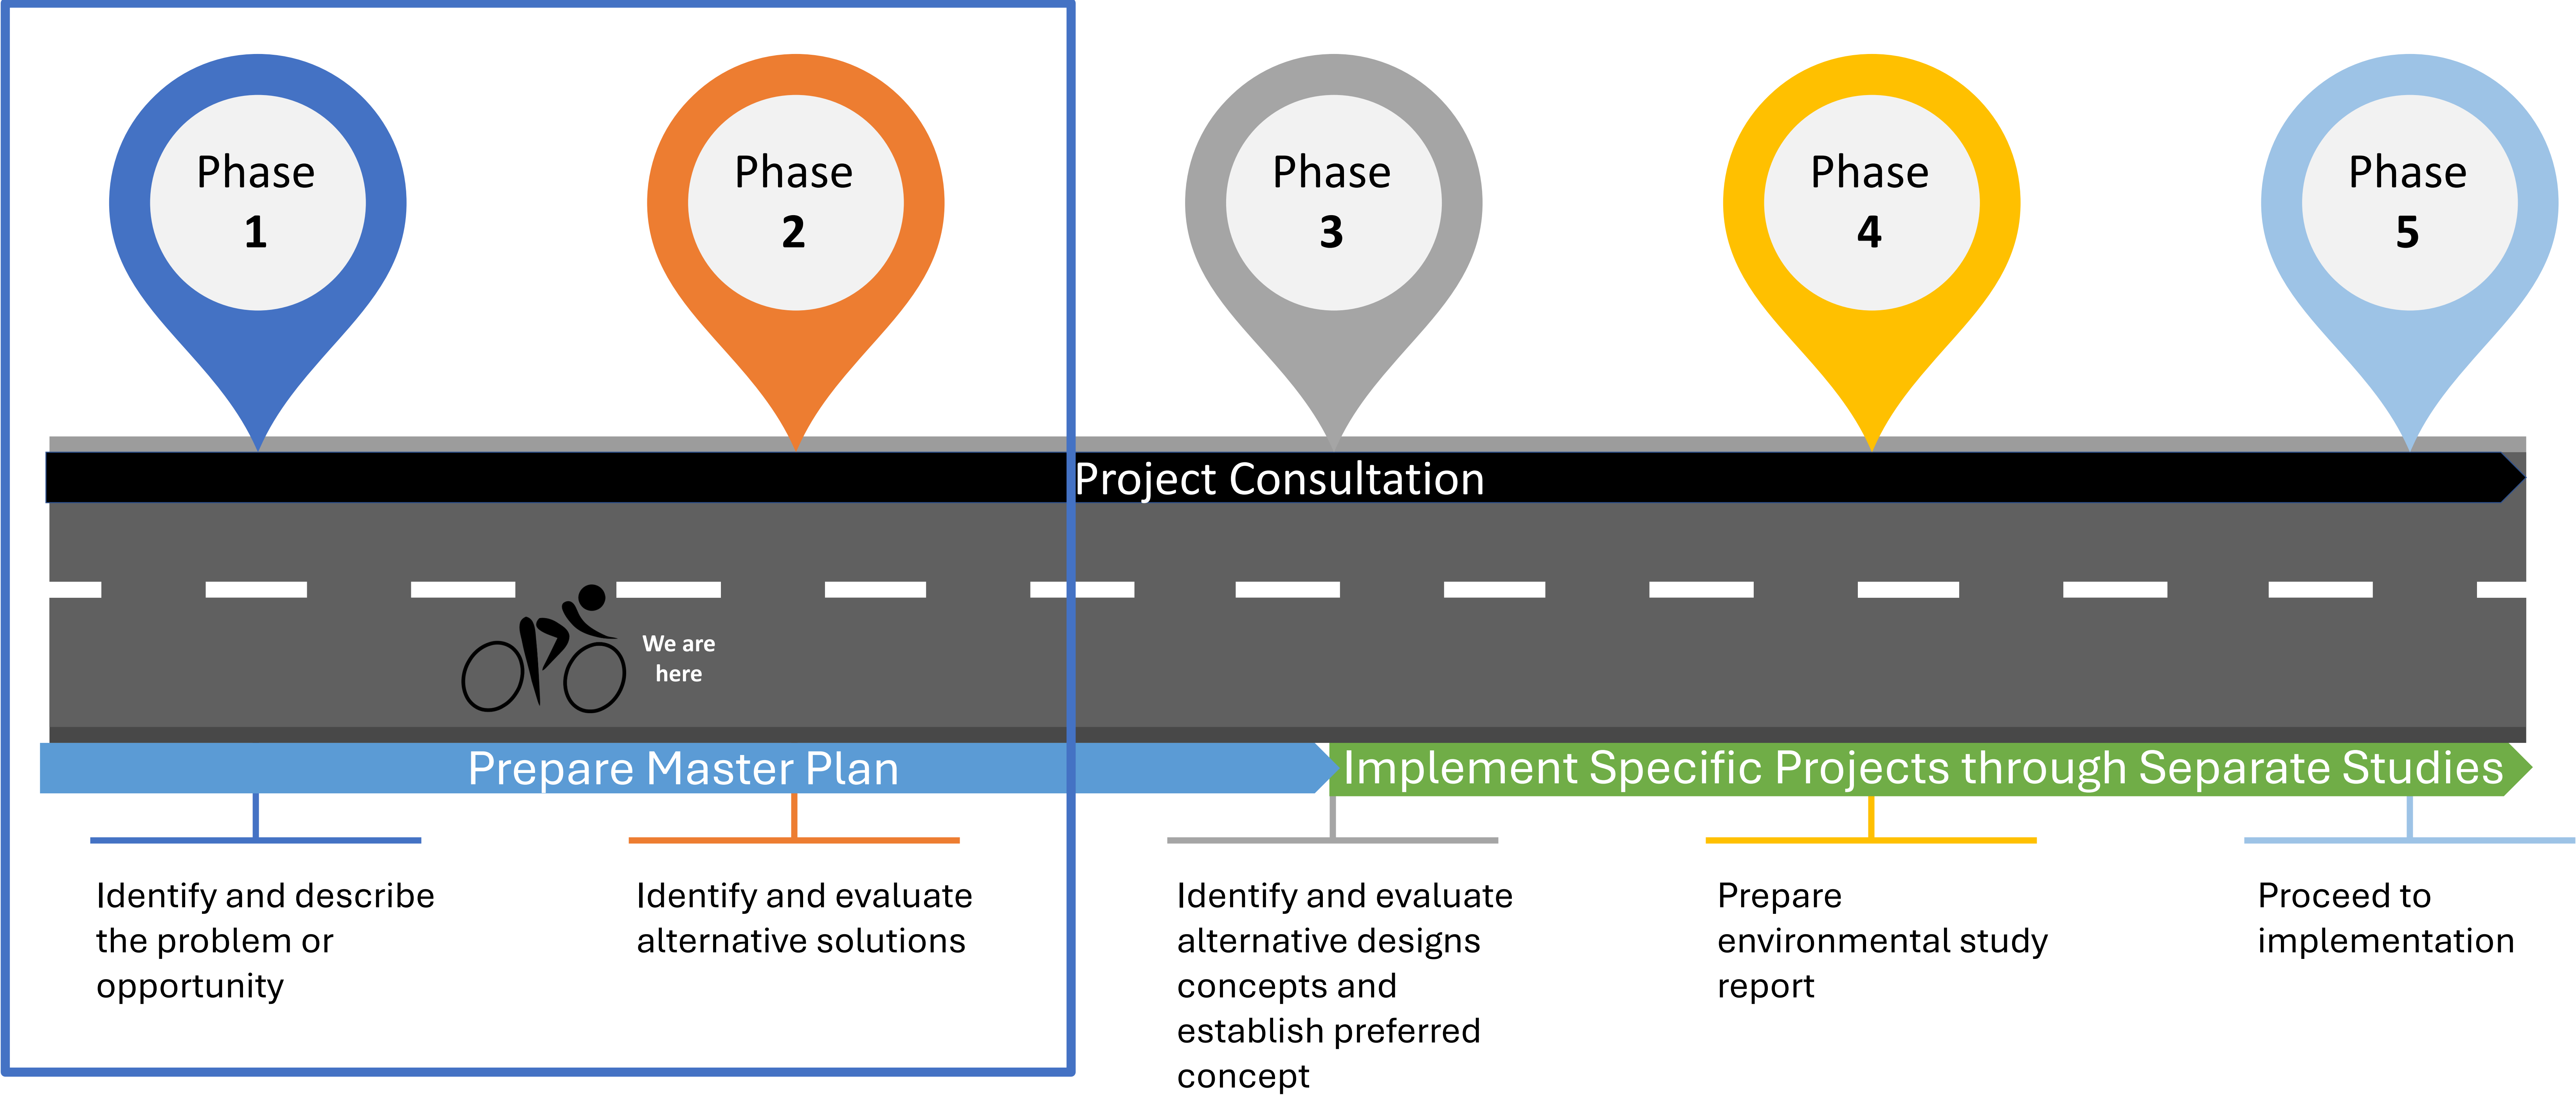 Phase
1
Phase
2
Phase
3
Phase
4
Phase
5
Project Consultation
We are
here
Prepare Master Plan
Implement Specific Projects through Separate Studies
Identify and describe
the problem or
opportunity
Identify and evaluate
alternative solutions
Identify and evaluate
alternative designs
concepts and
establish preferred
concept
Prepare
environmental study
report
Proceed to
implementation